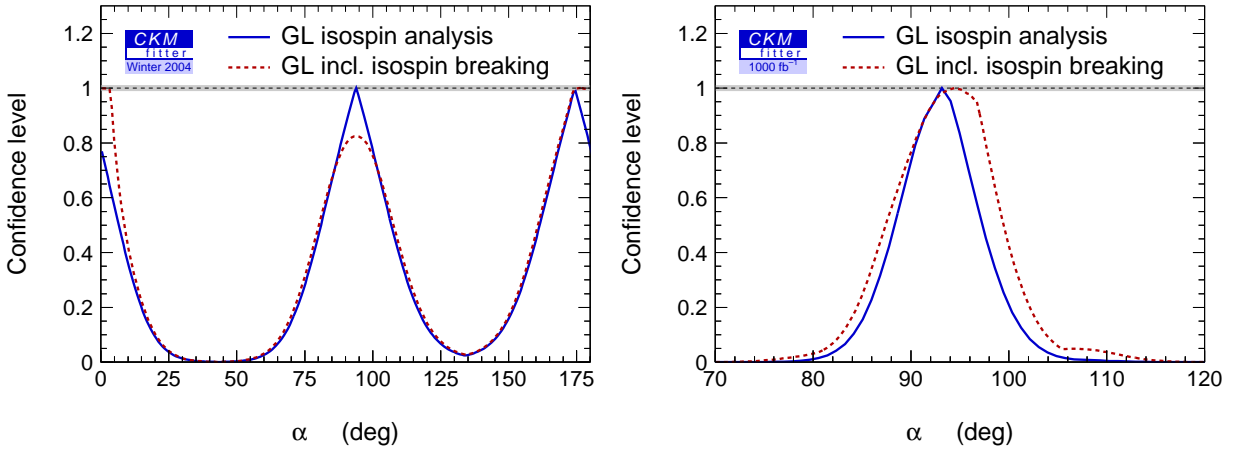 CKM
fitter
Winter 2004
GL isospin analysis
GL incl. isospin breaking
Confidence level
0
0.2
0.4
0.6
0.8
1
1.2
0 25 50 75 100 125 150 175
α (deg)
CKM
fitter
1000 fb⁻¹
GL isospin analysis
GL incl. isospin breaking
Confidence level
0
0.2
0.4
0.6
0.8
1
1.2
70 80 90 100 110 120
α (deg)